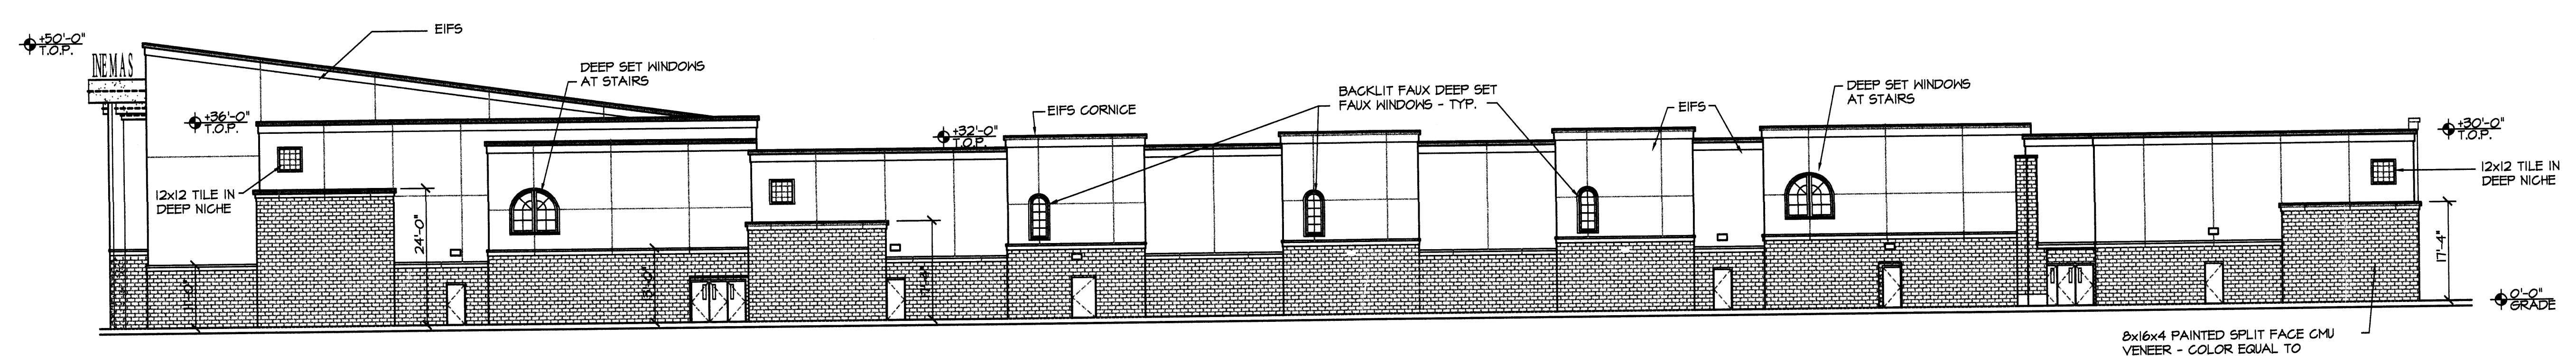 +50'-0"
T.O.P.
INEMAS
EIFS
DEEP SET WINDOWS
AT STAIRS
+36'-0"
T.O.P.
12x12 TILE IN
DEEP NICHE
24'-0"
11'-0"
+32'-0"
T.O.P.
EIFS CORNICE
BACKLIT FAUX DEEP SET
FAUX WINDOWS - TYP.
EIFS
DEEP SET WINDOWS
AT STAIRS
+30'-0"
T.O.P.
12x12 TILE IN
DEEP NICHE
17'-4"
0'-0"
GRADE
8x16x4 PAINTED SPLIT FACE CMU
VENEER - COLOR EQUAL TO